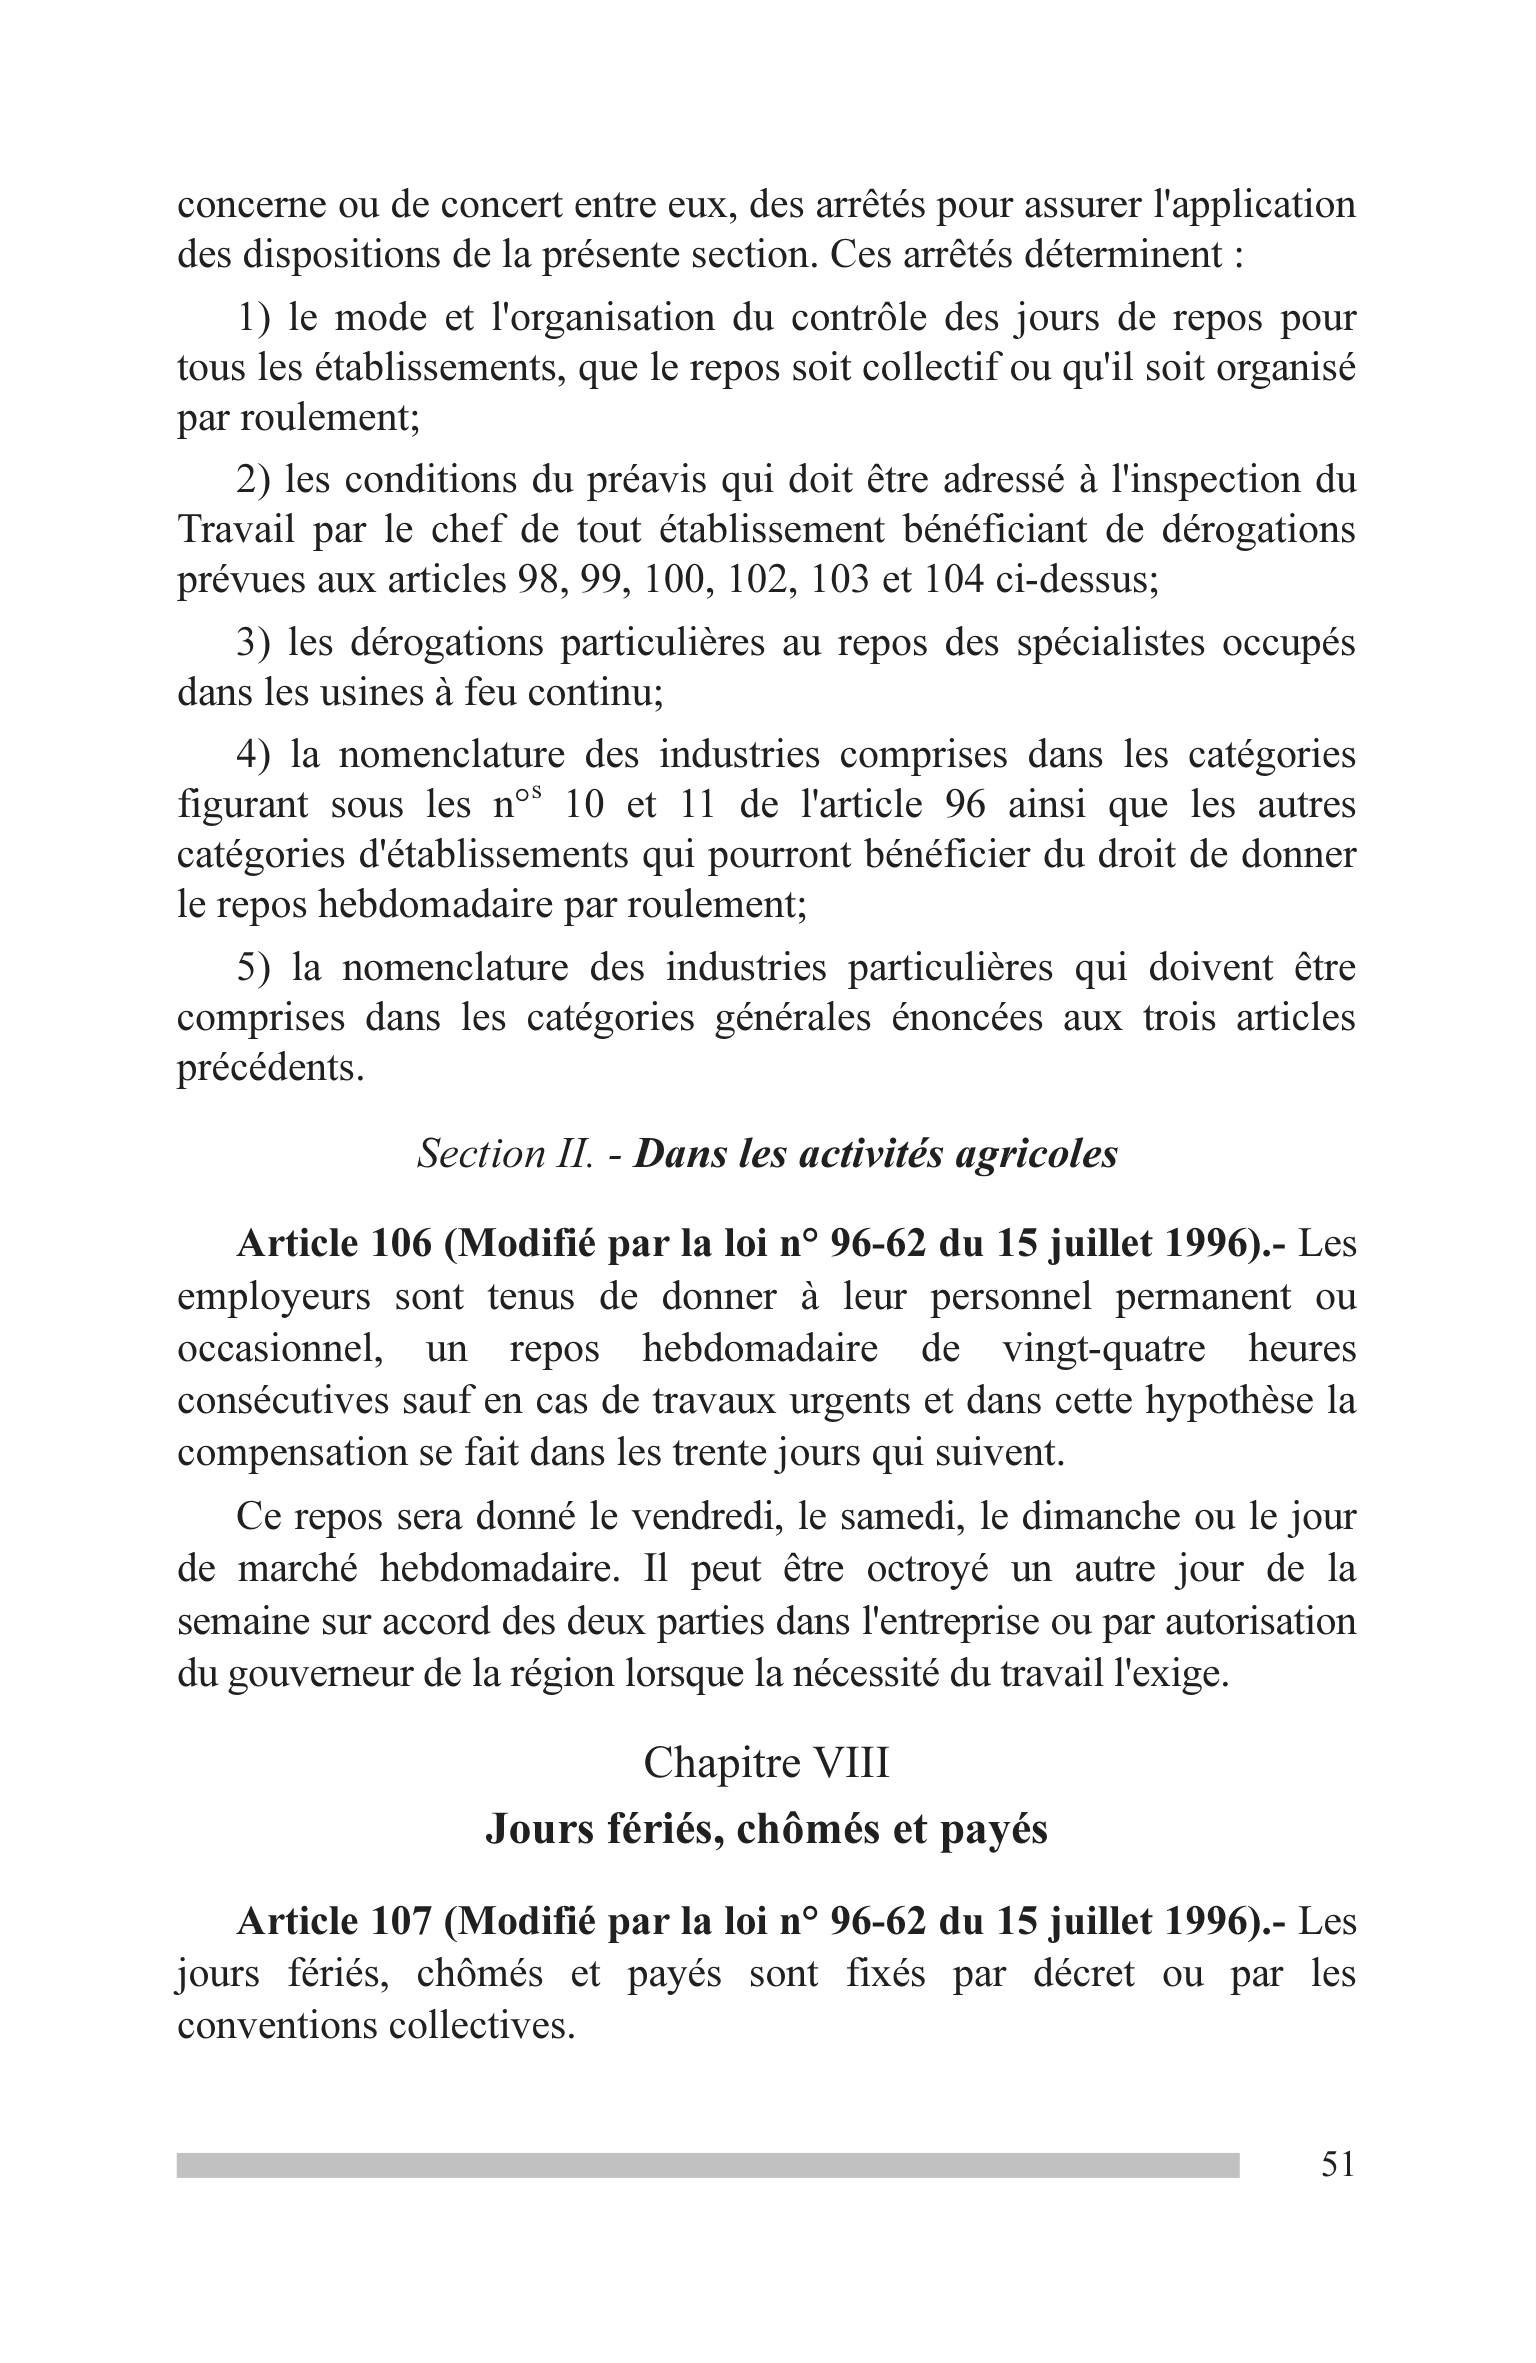 concerne ou de concert entre eux, des arrêtés pour assurer l'application
des dispositions de la présente section. Ces arrêtés déterminent :
1) le mode et l'organisation du contrôle des jours de repos pour
tous les établissements, que le repos soit collectif ou qu'il soit organisé
par roulement;
2) les conditions du préavis qui doit être adressé à l'inspection du
Travail par le chef de tout établissement bénéficiant de dérogations
prévues aux articles 98, 99, 100, 102, 103 et 104 ci-dessus;
3) les dérogations particulières au repos des spécialistes occupés
dans les usines à feu continu;
4) la nomenclature des industries comprises dans les catégories
figurant sous les n°ˢ 10 et 11 de l'article 96 ainsi que les autres
catégories d'établissements qui pourront bénéficier du droit de donner
le repos hebdomadaire par roulement;
5) la nomenclature des industries particulières qui doivent être
comprises dans les catégories générales énoncées aux trois articles
précédents.
Section II. - Dans les activités agricoles
Article 106 (Modifié par la loi n° 96-62 du 15 juillet 1996).- Les
employeurs sont tenus de donner à leur personnel permanent ou
occasionnel, un repos hebdomadaire de vingt-quatre heures
consécutives sauf en cas de travaux urgents et dans cette hypothèse la
compensation se fait dans les trente jours qui suivent.
Ce repos sera donné le vendredi, le samedi, le dimanche ou le jour
de marché hebdomadaire. Il peut être octroyé un autre jour de la
semaine sur accord des deux parties dans l'entreprise ou par autorisation
du gouverneur de la région lorsque la nécessité du travail l'exige.
Chapitre VIII
Jours fériés, chômés et payés
Article 107 (Modifié par la loi n° 96-62 du 15 juillet 1996).- Les
jours fériés, chômés et payés sont fixés par décret ou par les
conventions collectives.
51